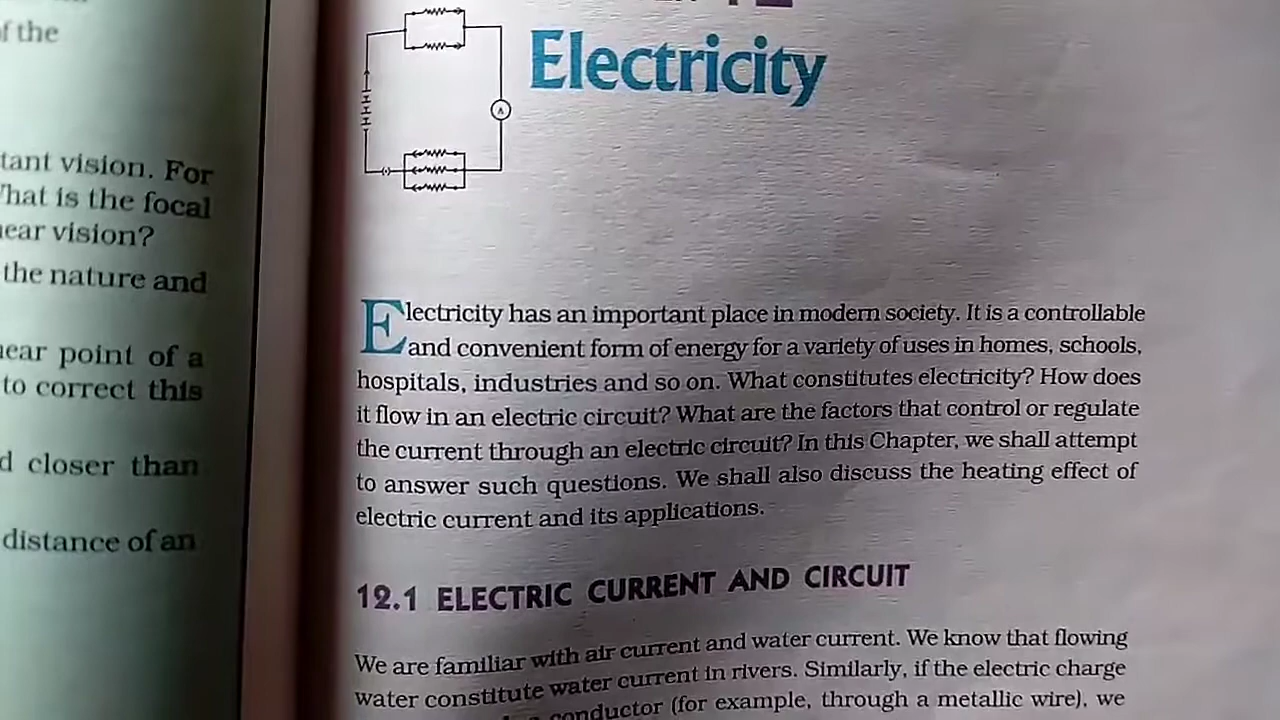 f the
tant vision. For
What is the focal
near vision?
the nature and
near point of a
to correct this
d closer than
distance of an
Electricity
A
Electricity has an important place in modern society. It is a controllable
and convenient form of energy for a variety of uses in homes, schools,
hospitals, industries and so on. What constitutes electricity? How does
it flow in an electric circuit? What are the factors that control or regulate
the current through an electric circuit? In this Chapter, we shall attempt
to answer such questions. We shall also discuss the heating effect of
electric current and its applications.
12.1 ELECTRIC CURRENT AND CIRCUIT
We are familiar with air current and water current. We know that flowing
water constitute water current in rivers. Similarly, if the electric charge
conductor (for example, through a metallic wire), we